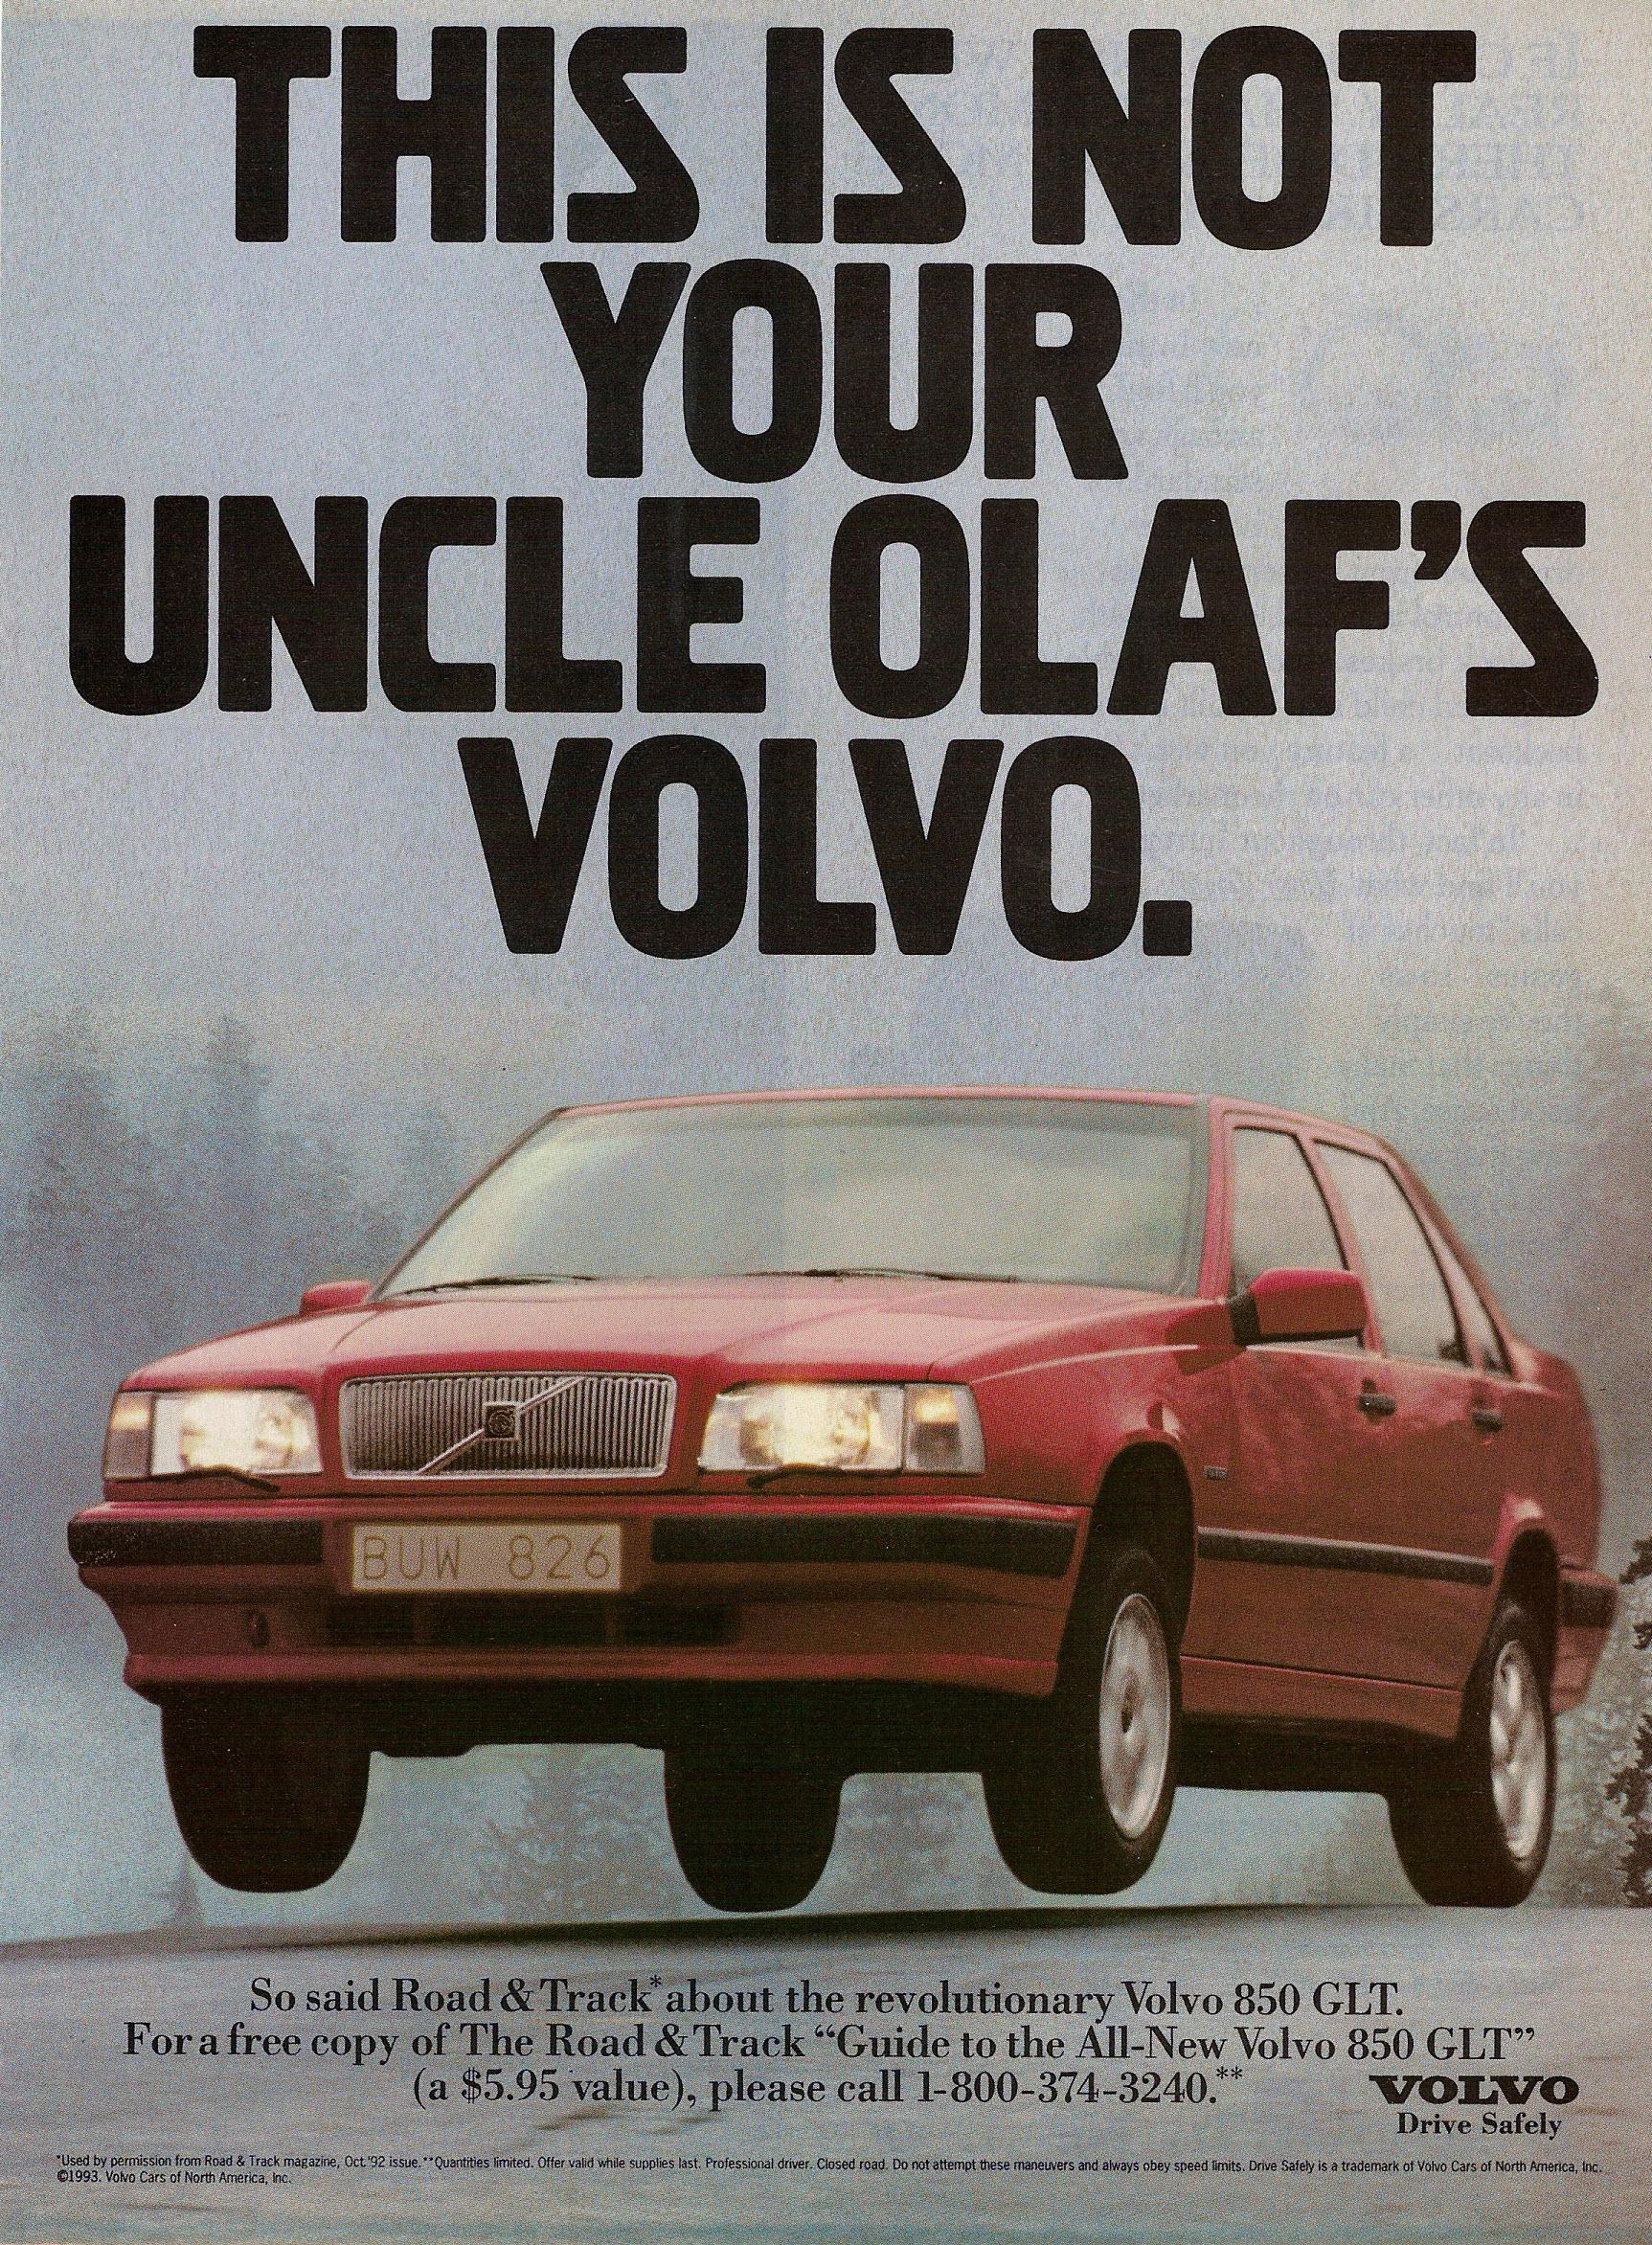 THIS IS NOT
YOUR
UNCLE OLAF'S
VOLVO.
BUW 826
So said Road & Track* about the revolutionary Volvo 850 GLT.
For a free copy of The Road & Track “Guide to the All-New Volvo 850 GLT”
(a $5.95 value), please call 1-800-374-3240.**
VOLVO
Drive Safely
*Used by permission from Road & Track magazine, Oct. '92 issue. **Quantities limited. Offer valid while supplies last. Professional driver. Closed road. Do not attempt these maneuvers and always obey speed limits. Drive Safely is a trademark of Volvo Cars of North America, Inc.
©1993. Volvo Cars of North America, Inc.